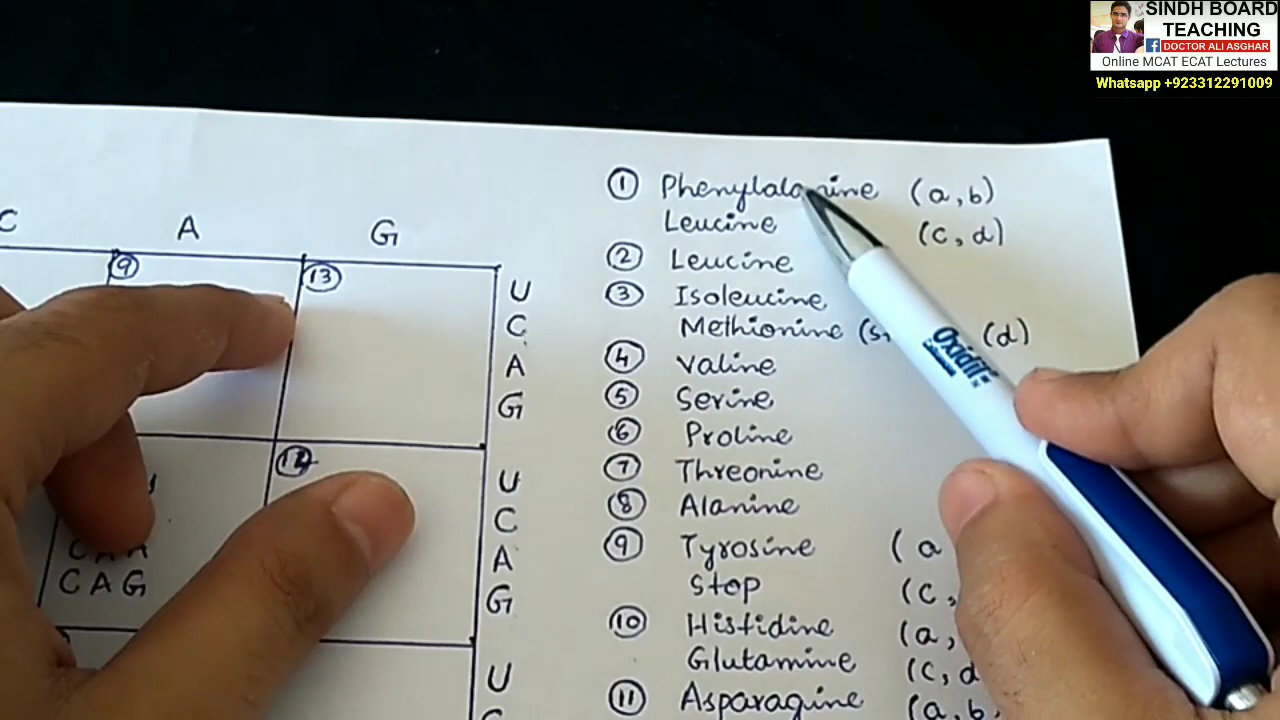 SINDH BOARD
TEACHING
f DOCTOR ALI ASGHAR
Online MCAT ECAT Lectures
Whatsapp +923312291009
C A G
9 13
U
C
A
G
14
C A A
CAG
U
C
A
G
U
1 Phenylalanine (a,b)
Leucine (c,d)
2 Leucine
3 Isoleucine
Methionine (d)
4 Valine
5 Serine
6 Proline
7 Threonine
8 Alanine
9 Tyrosine (a
Stop (C,
10 Histidine (a,
Glutamine (c,d
11 Asparagine (a,b,
Oxidil